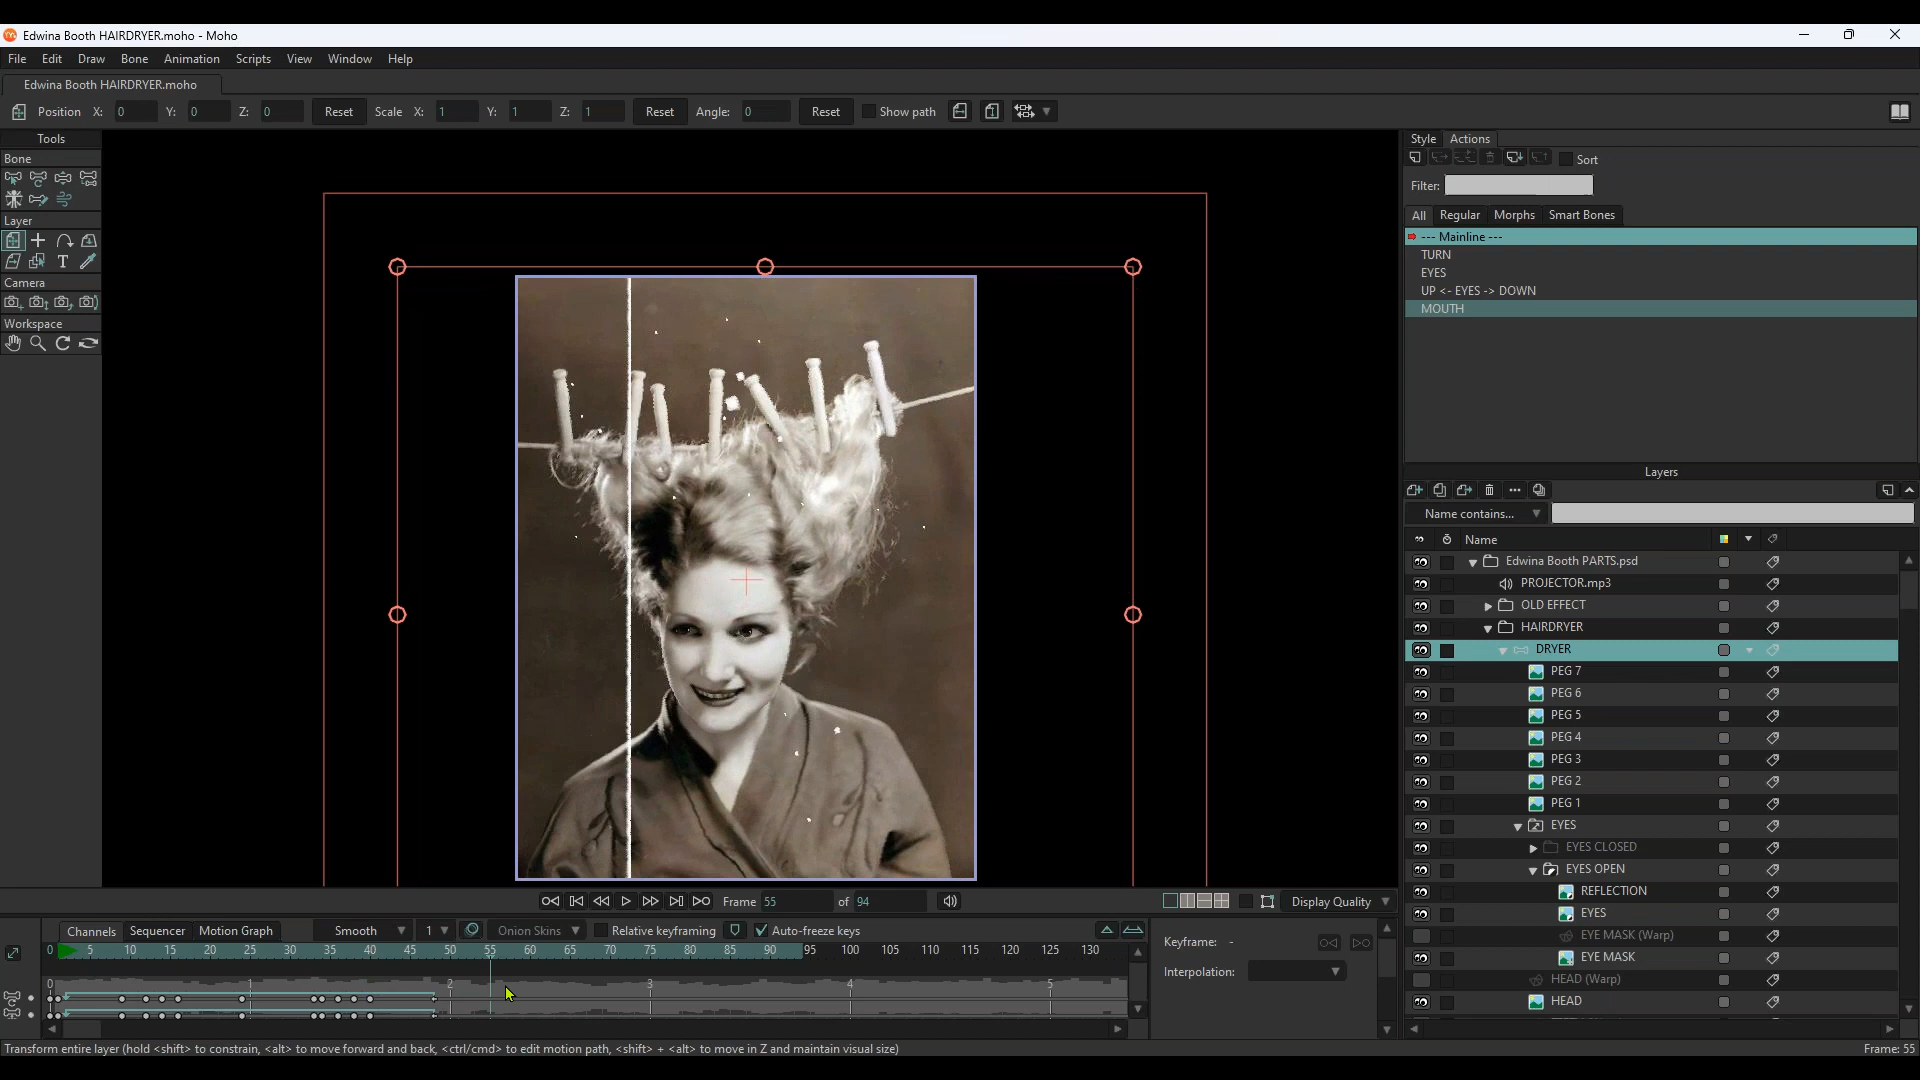 Edwina Booth HAIRDRYER.moho - Moho
File Edit Draw Bone Animation Scripts View Window Help
Edwina Booth HAIRDRYER.moho
Position X: 0 Y: 0 Z: 0 Reset Scale X: 1 Y: 1 Z: 1 Reset Angle: 0 Reset Show path
Tools
Bone
Layer
T
Camera
Workspace
Style Actions
Sort
Filter:
All Regular Morphs Smart Bones
--- Mainline ---
TURN
EYES
UP <- EYES -> DOWN
MOUTH
Layers
Name contains...
Name
Edwina Booth PARTS.psd
PROJECTOR.mp3
OLD EFFECT
HAIRDRYER
DRYER
PEG 7
PEG 6
PEG 5
PEG 4
PEG 3
PEG 2
PEG 1
EYES
EYES CLOSED
EYES OPEN
REFLECTION
EYES
EYE MASK (Warp)
EYE MASK
HEAD (Warp)
HEAD
Frame 55 of 94 Display Quality
Channels Sequencer Motion Graph Smooth 1 Onion Skins Relative keyframing Auto-freeze keys
0 5 10 15 20 25 30 35 40 45 50 55 60 65 70 75 80 85 90 95 100 105 110 115 120 125 130
0 1 2 3 4 5
Keyframe: -
Interpolation:
Transform entire layer (hold <shift> to constrain, <alt> to move forward and back, <ctrl/cmd> to edit motion path, <shift> + <alt> to move in Z and maintain visual size) Frame: 55